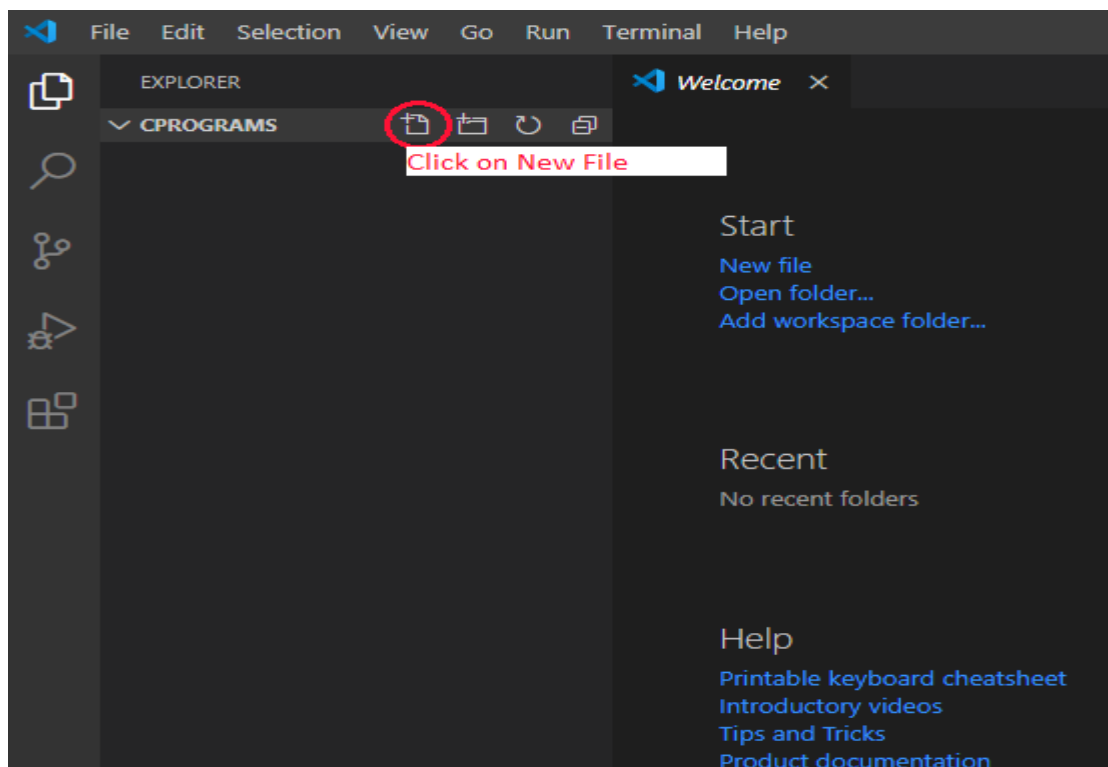 File Edit Selection View Go Run Terminal Help
EXPLORER
Welcome
CPROGRAMS
Click on New File
Start
New file
Open folder...
Add workspace folder...
Recent
No recent folders
Help
Printable keyboard cheatsheet
Introductory videos
Tips and Tricks
Product documentation